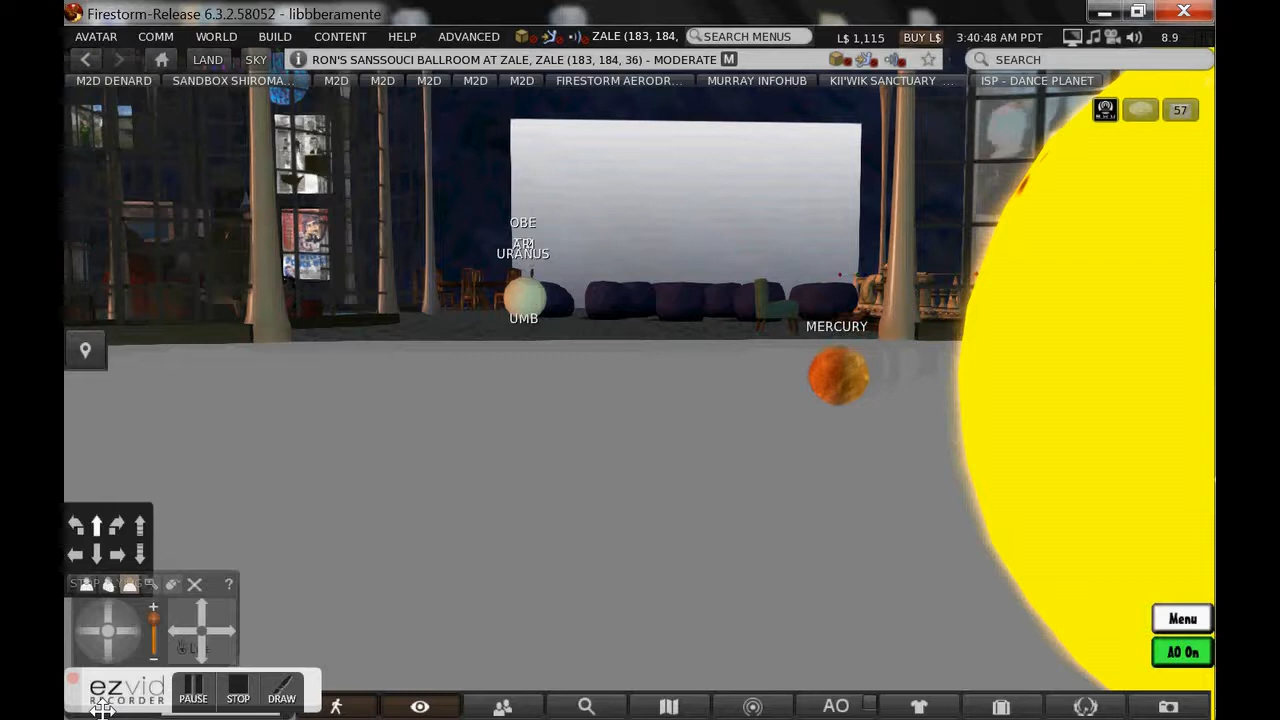 Firestorm-Release 6.3.2.58052 - libbberamente
AVATAR COMM WORLD BUILD CONTENT HELP ADVANCED ZALE (183, 184, SEARCH MENUS L$ 1,115 BUY L$ 3:40:48 AM PDT 8.9
LAND SKY RON'S SANSSOUCI BALLROOM AT ZALE, ZALE (183, 184, 36) - MODERATE M SEARCH
M2D DENARD SANDBOX SHIROMA... M2D M2D M2D M2D M2D FIRESTORM AERODR... MURRAY INFOHUB KII'WIK SANCTUARY ... ISP - DANCE PLANET
57
OBE
URANUS
UMB
MERCURY
?
Menu
AO On
ezvid
RECORDER
PAUSE STOP DRAW
AO